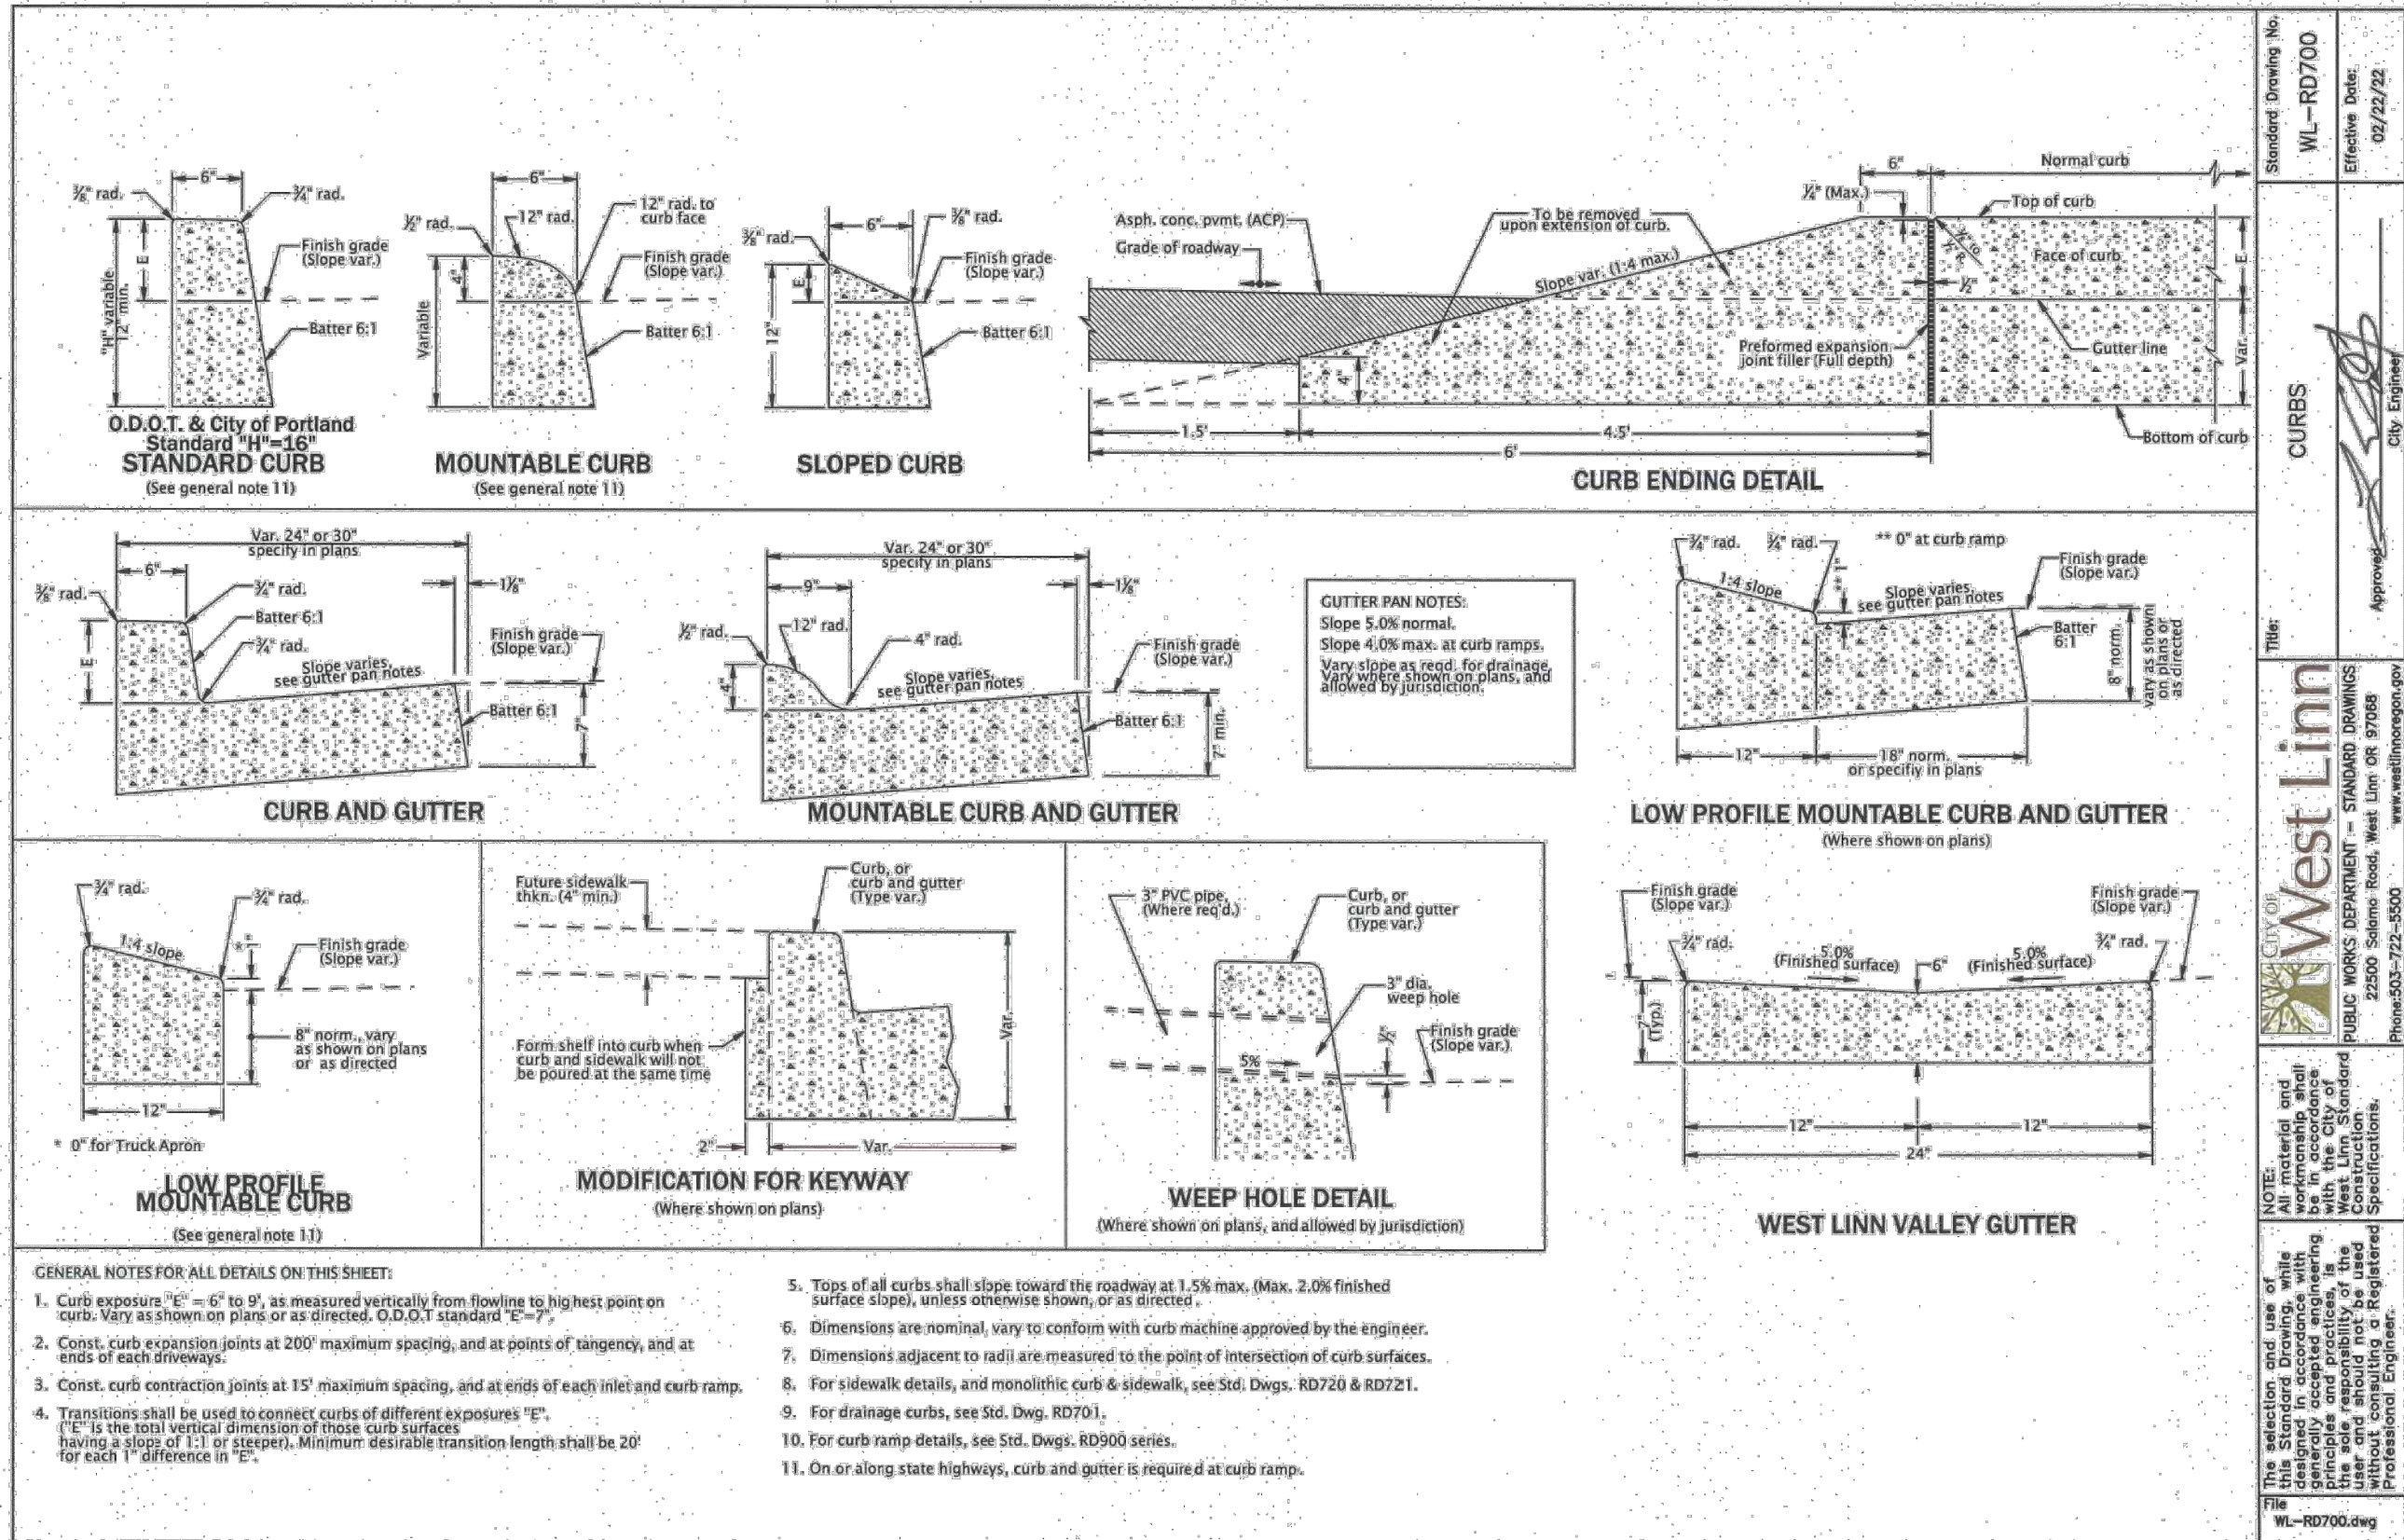 6"
⅜" rad.
¾" rad.
Finish grade
(Slope var.)
E
"H" variable
12" min.
Batter 6:1
O.D.O.T. & City of Portland
Standard "H"=16"
STANDARD CURB
(See general note 11)
6"
½" rad.
12" rad.
12" rad. to
curb face
Finish grade
(Slope var.)
4"
Variable
Batter 6:1
MOUNTABLE CURB
(See general note 11)
6"
⅜" rad.
⅜" rad.
Finish grade
(Slope var.)
E
12"
Batter 6:1
SLOPED CURB
6"
Normal curb
¼" (Max.)
Top of curb
Asph. conc. pvmt. (ACP)
To be removed
upon extension of curb.
Grade of roadway
Slope var. (1:4 max.)
Face of curb
E
½"
Preformed expansion
joint filler (Full depth)
Gutter line
Var.
4"
1.5'
4.5'
6'
Bottom of curb
CURB ENDING DETAIL
Var. 24" or 30"
specify in plans
6"
1⅛"
⅜" rad.
¾" rad.
Batter 6:1
¾" rad.
Finish grade
(Slope var.)
E
Slope varies,
see gutter pan notes
Batter 6:1
7"
CURB AND GUTTER
Var. 24" or 30"
specify in plans
9"
1⅛"
½" rad.
12" rad.
4" rad.
Finish grade
(Slope var.)
4"
Slope varies,
see gutter pan notes
Batter 6:1
7" min.
MOUNTABLE CURB AND GUTTER
GUTTER PAN NOTES:
Slope 5.0% normal.
Slope 4.0% max. at curb ramps.
Vary slope as reqd. for drainage,
Vary where shown on plans, and
allowed by jurisdiction.
¾" rad.
¾" rad.
** 0" at curb ramp
Finish grade
(Slope var.)
1:4 slope
** 1"
Slope varies,
see gutter pan notes
Batter
6:1
8" norm.
vary as shown
on plans or
as directed
12"
18" norm.
or specifiy in plans
LOW PROFILE MOUNTABLE CURB AND GUTTER
(Where shown on plans)
¾" rad.
¾" rad.
1:4 slope
* 1"
Finish grade
(Slope var.)
8" norm., vary
as shown on plans
or as directed
12"
* 0" for Truck Apron
LOW PROFILE
MOUNTABLE CURB
(See general note 11)
Future sidewalk
thkn. (4" min.)
Curb, or
curb and gutter
(Type var.)
Form shelf into curb when
curb and sidewalk will not
be poured at the same time
Var.
2"
Var.
MODIFICATION FOR KEYWAY
(Where shown on plans)
3" PVC pipe,
(Where req'd.)
Curb, or
curb and gutter
(Type var.)
3" dia.
weep hole
½"
Finish grade
(Slope var.)
5%
WEEP HOLE DETAIL
(Where shown on plans, and allowed by jurisdiction)
Finish grade
(Slope var.)
Finish grade
(Slope var.)
¾" rad.
5.0%
(Finished surface)
6"
5.0%
(Finished surface)
¾" rad.
7"
(Typ.)
12"
12"
24"
WEST LINN VALLEY GUTTER
GENERAL NOTES FOR ALL DETAILS ON THIS SHEET:
1. Curb exposure "E" = 6" to 9", as measured vertically from flowline to highest point on
curb. Vary as shown on plans or as directed. O.D.O.T standard "E"=7".
2. Const. curb expansion joints at 200' maximum spacing, and at points of tangency, and at
ends of each driveways.
3. Const. curb contraction joints at 15' maximum spacing, and at ends of each inlet and curb ramp.
4. Transitions shall be used to connect curbs of different exposures "E".
("E" is the total vertical dimension of those curb surfaces
having a slope of 1:1 or steeper). Minimum desirable transition length shall be 20'
for each 1" difference in "E".
5. Tops of all curbs shall slope toward the roadway at 1.5% max. (Max. 2.0% finished
surface slope), unless otherwise shown, or as directed.
6. Dimensions are nominal, vary to conform with curb machine approved by the engineer.
7. Dimensions adjacent to radii are measured to the point of intersection of curb surfaces.
8. For sidewalk details, and monolithic curb & sidewalk, see Std. Dwgs. RD720 & RD721.
9. For drainage curbs, see Std. Dwg. RD701.
10. For curb ramp details, see Std. Dwgs. RD900 series.
11. On or along state highways, curb and gutter is required at curb ramp.
Standard Drawing No.
WL-RD700
Effective Date:
02/22/22
Title:
CURBS
Approved
City Engineer
CITY OF
West Linn
PUBLIC WORKS DEPARTMENT - STANDARD DRAWINGS
22500 Salamo Road, West Linn OR 97068
Phone:503-722-5500 www.westlinnoregon.gov
NOTE:
All material and
workmanship shall
be in accordance
with the City of
West Linn Standard
Construction
Specifications.
The selection and use of
this Standard Drawing, while
designed in accordance with
generally accepted engineering
principles and practices, is
the sole responsibility of the
user and should not be used
without consulting a Registered
Professional Engineer.
File
WL-RD700.dwg